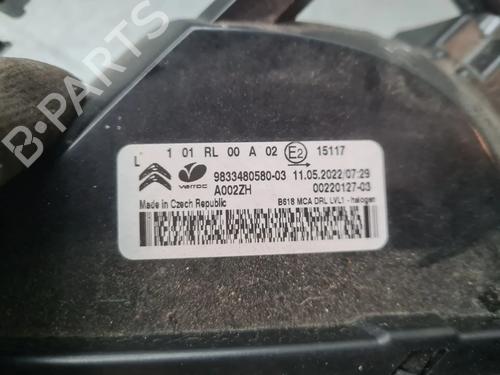 B-PARTS
L 1 01 RL 00 A 02 E2 15117
varroc 9833480580-03 11.05.2022/07:29
A002ZH 00220127-03
Made in Czech Republic B618 MCA DRL LVL1 - halogen